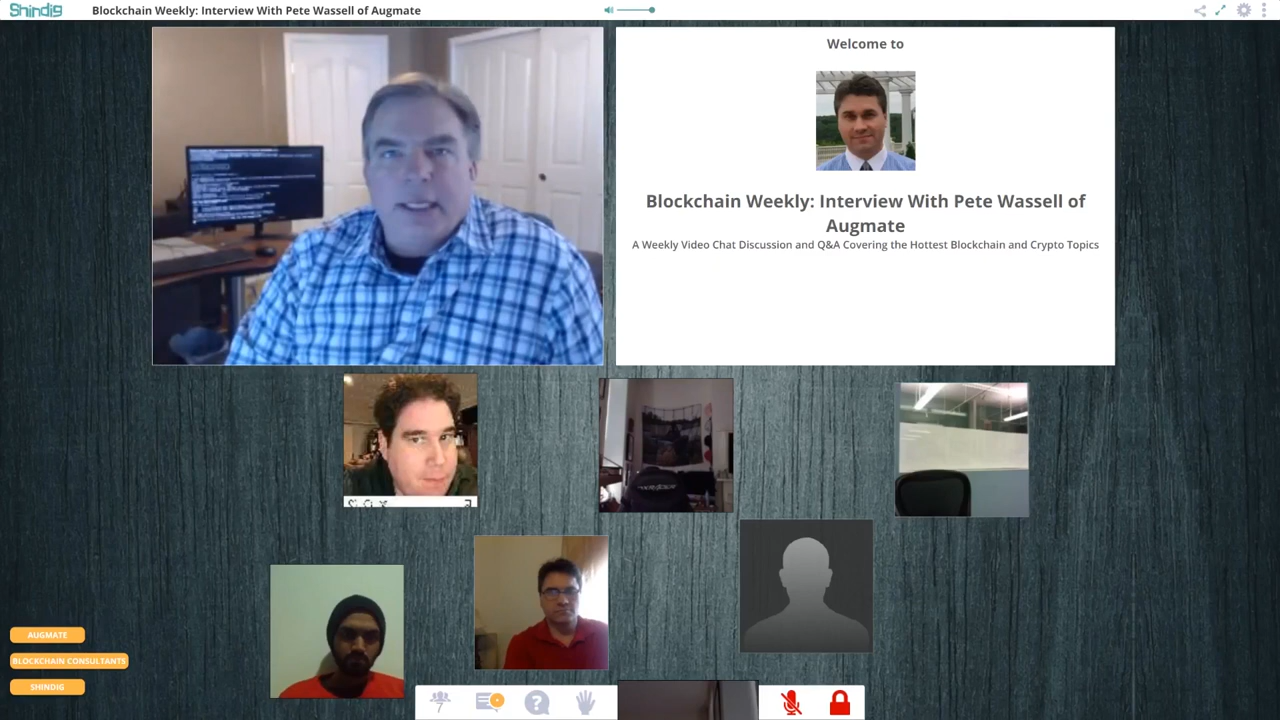 Shindig
Blockchain Weekly: Interview With Pete Wassell of Augmate
Welcome to
Blockchain Weekly: Interview With Pete Wassell of
Augmate
A Weekly Video Chat Discussion and Q&A Covering the Hottest Blockchain and Crypto Topics
AUGMATE
BLOCKCHAIN CONSULTANTS
SHINDIG
7